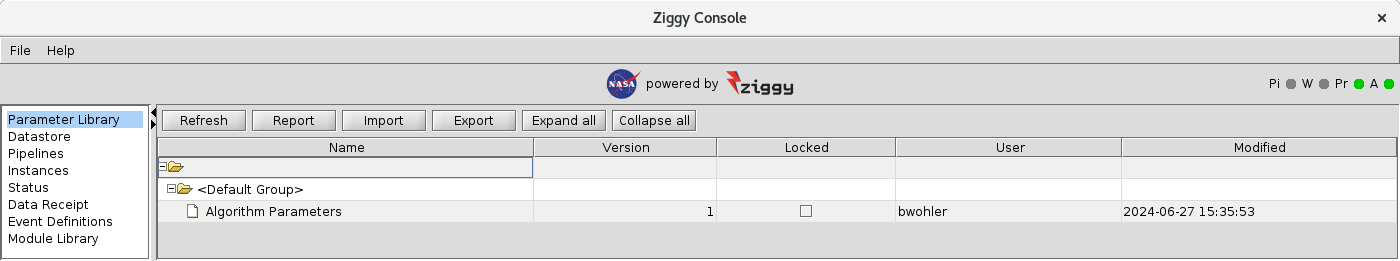 Ziggy Console
File Help
NASA powered by ziggy Pi W Pr A
Parameter Library
Datastore
Pipelines
Instances
Status
Data Receipt
Event Definitions
Module Library
Refresh Report Import Export Expand all Collapse all
Name Version Locked User Modified
<Default Group>
Algorithm Parameters 1 bwohler 2024-06-27 15:35:53